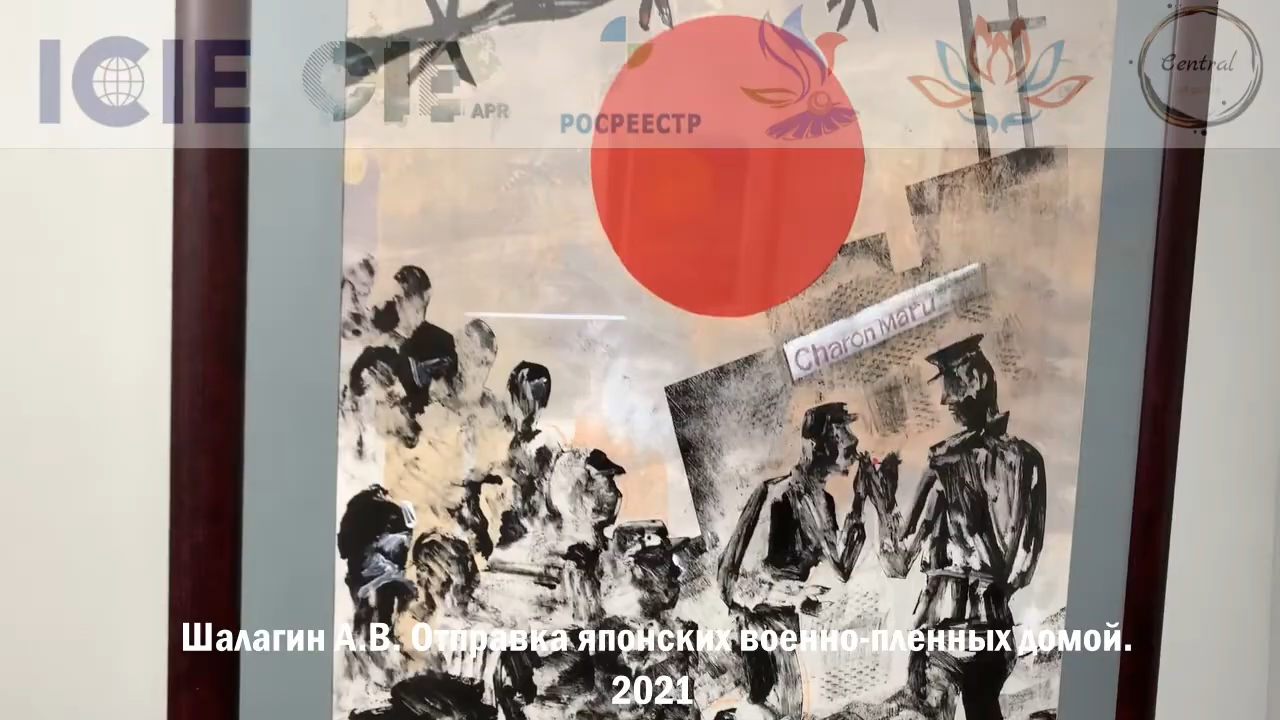 ICIE
CIE
APR
РОСРЕЕСТР
Central
Charon Maru
Шалагин А.В. Отправка японских военно-пленных домой.
2021